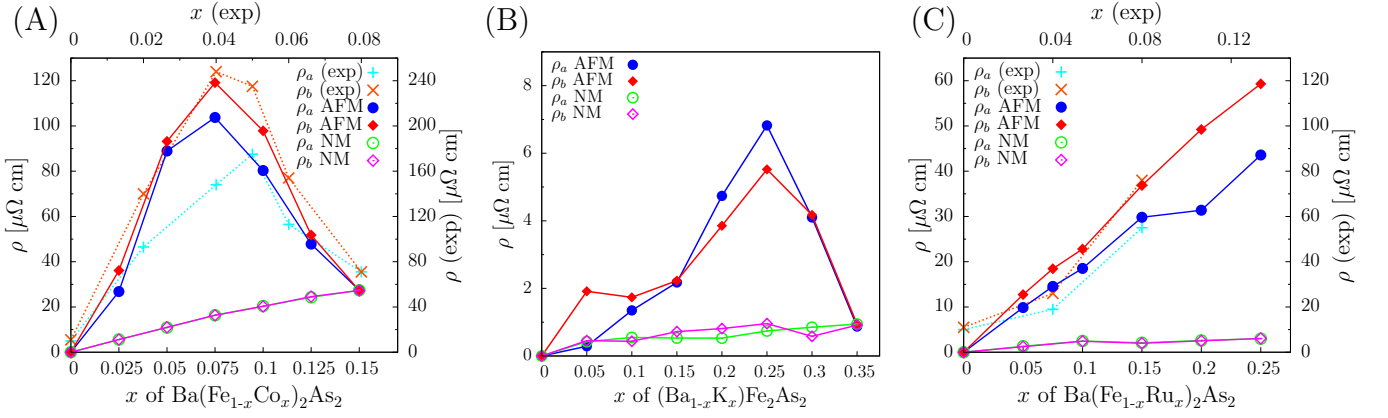 (A)
x (exp)
0 0.02 0.04 0.06 0.08
120
100
80
60
40
20
0
ρ [μΩ cm]
240
200
160
120
80
40
0
ρ (exp) [μΩ cm]
ρa (exp)
ρb (exp)
ρa AFM
ρb AFM
ρa NM
ρb NM
0 0.025 0.05 0.075 0.1 0.125 0.15
x of Ba(Fe1-xCox)2As2
(B)
8
6
4
2
0
ρ [μΩ cm]
ρa AFM
ρb AFM
ρa NM
ρb NM
0 0.05 0.1 0.15 0.2 0.25 0.3 0.35
x of (Ba1-xKx)Fe2As2
(C)
x (exp)
0 0.04 0.08 0.12
60
50
40
30
20
10
0
ρ [μΩ cm]
120
100
80
60
40
20
0
ρ (exp) [μΩ cm]
ρa (exp)
ρb (exp)
ρa AFM
ρb AFM
ρa NM
ρb NM
0 0.05 0.1 0.15 0.2 0.25
x of Ba(Fe1-xRux)2As2